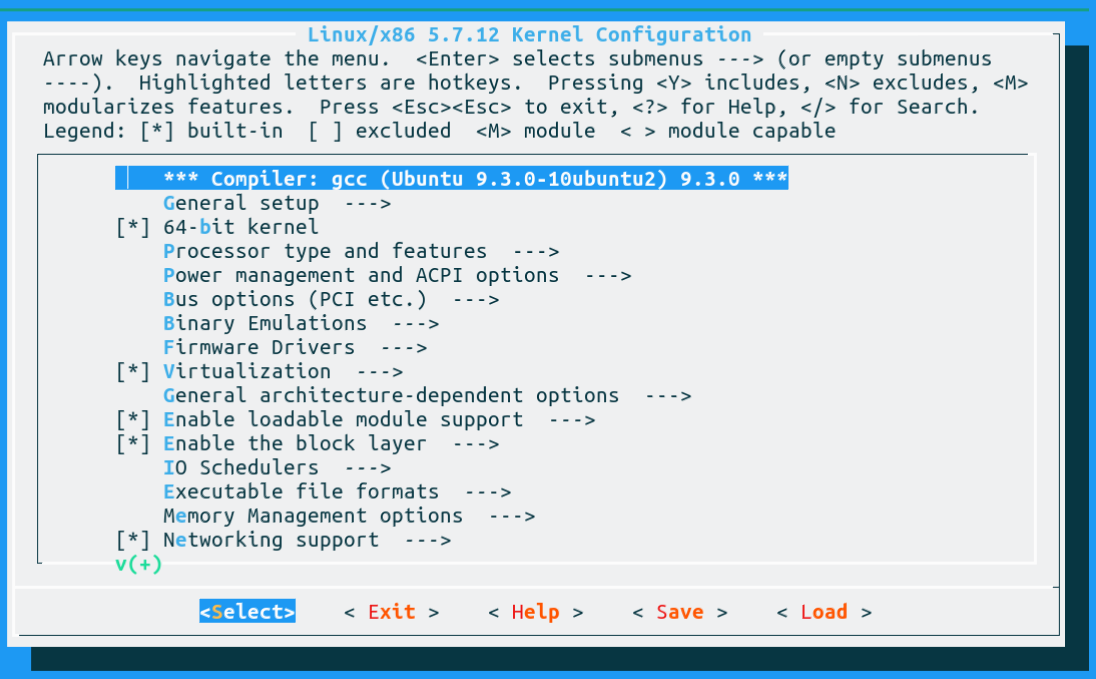 Linux/x86 5.7.12 Kernel Configuration
Arrow keys navigate the menu.  <Enter> selects submenus ---> (or empty submenus
----).  Highlighted letters are hotkeys.  Pressing <Y> includes, <N> excludes, <M>
modularizes features.  Press <Esc><Esc> to exit, <?> for Help, </> for Search.
Legend: [*] built-in  [ ] excluded  <M> module  < > module capable
*** Compiler: gcc (Ubuntu 9.3.0-10ubuntu2) 9.3.0 ***
General setup  --->
[*] 64-bit kernel
Processor type and features  --->
Power management and ACPI options  --->
Bus options (PCI etc.)  --->
Binary Emulations  --->
Firmware Drivers  --->
[*] Virtualization  --->
General architecture-dependent options  --->
[*] Enable loadable module support  --->
[*] Enable the block layer  --->
IO Schedulers  --->
Executable file formats  --->
Memory Management options  --->
[*] Networking support  --->
v(+)
<Select>    < Exit >    < Help >    < Save >    < Load >